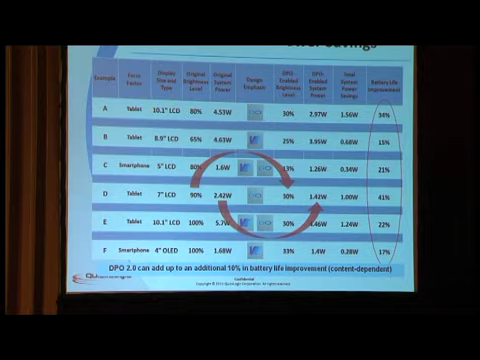 Power Savings
Example Form Factor Display Size and Type Original Brightness Level Original System Power Design Emphasis DPO-Enabled Brightness Level DPO-Enabled System Power Total System Power Savings Battery Life Improvement
A Tablet 10.1" LCD 80% 4.53W 30% 2.97W 1.56W 34%
B Tablet 8.9" LCD 65% 4.63W 25% 3.95W 0.68W 15%
C Smartphone 5" LCD 80% 1.6W 13% 1.26W 0.34W 21%
D Tablet 7" LCD 90% 2.42W 30% 1.42W 1.00W 41%
E Tablet 10.1" LCD 100% 5.7W 30% 4.46W 1.24W 22%
F Smartphone 4" OLED 100% 1.68W 33% 1.4W 0.28W 17%
DPO 2.0 can add up to an additional 10% in battery life improvement (content-dependent)
QuickLogic
Confidential